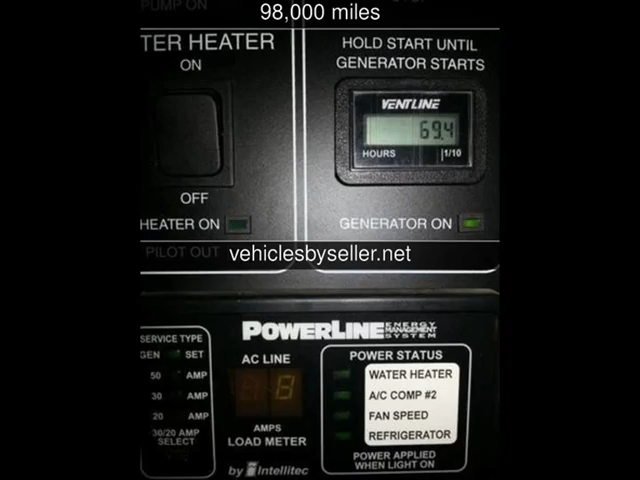 98,000 miles
PUMP ON
TER HEATER
ON
OFF
HEATER ON
PILOT OUT
HOLD START UNTIL
GENERATOR STARTS
VENTLINE
69.4
HOURS 1/10
GENERATOR ON
vehiclesbyseller.net
POWERLINE ENERGY
MANAGEMENT
SYSTEM
SERVICE TYPE
GEN SET
50 AMP
30 AMP
20 AMP
30/20 AMP
SELECT
AC LINE
8
AMPS
LOAD METER
by Intellitec
POWER STATUS
WATER HEATER
A/C COMP #2
FAN SPEED
REFRIGERATOR
POWER APPLIED
WHEN LIGHT ON